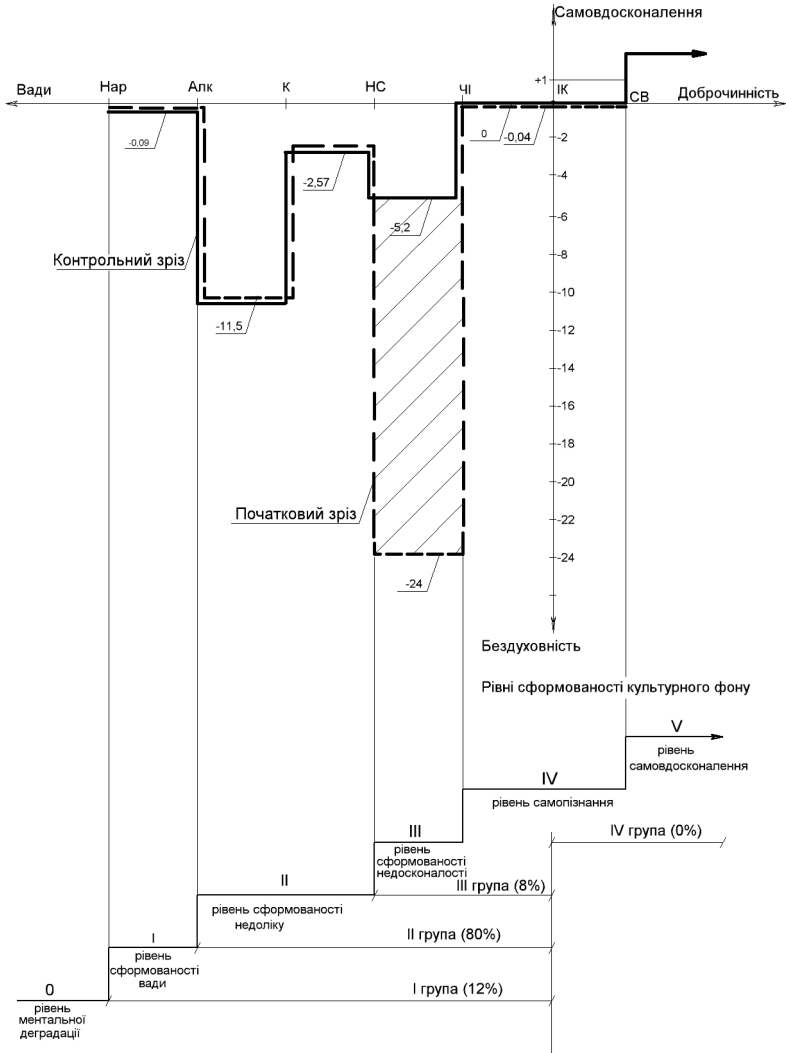 Самовдосконалення
Вади
Нар
Алк
К
НС
ЧІ
+1
ІК
СВ
Доброчинність
-0,09
0
-0,04
-2
-2,57
-4
-5,2
-6
Контрольний зріз
-8
-10
-11,5
-12
-14
-16
-18
-20
Початковий зріз
-22
-24
-24
Бездуховність
Рівні сформованості культурного фону
V
рівень
самовдосконалення
IV
рівень самопізнання
III
рівень
сформованості
недосконалості
IV група (0%)
II
рівень сформованості
недоліку
III група (8%)
I
рівень
сформованості
вади
II група (80%)
0
рівень
ментальної
деградації
I група (12%)